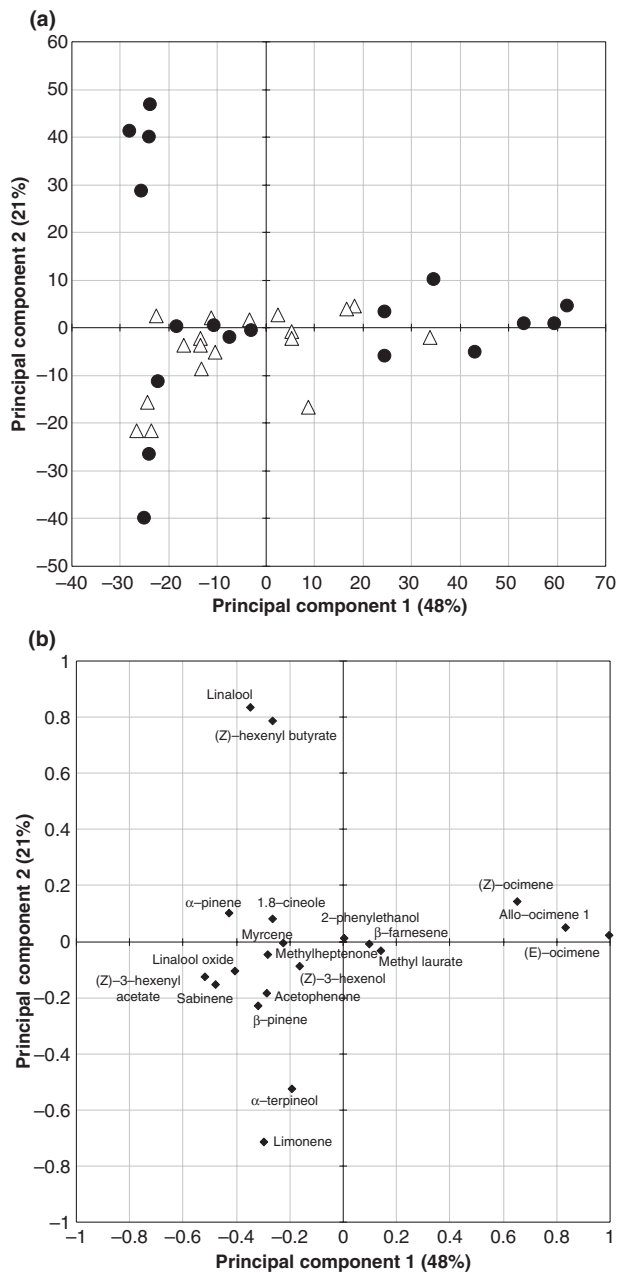 (a)
60
50
40
30
20
10
0
−10
−20
−30
−40
−50
−40 −30 −20 −10 0 10 20 30 40 50 60 70
Principal component 2 (21%)
Principal component 1 (48%)
(b)
1
0.8
0.6
0.4
0.2
0
−0.2
−0.4
−0.6
−0.8
−1
−1 −0.8 −0.6 −0.4 −0.2 0 0.2 0.4 0.6 0.8 1
Principal component 2 (21%)
Linalool
(Z)−hexenyl butyrate
(Z)−ocimene
α−pinene 1.8−cineole
2−phenylethanol
Allo−ocimene 1
Myrcene
β−farnesene
Linalool oxide
Methylheptenone
Methyl laurate
(E)−ocimene
(Z)−3−hexenyl
acetate
(Z)−3−hexenol
Sabinene
Acetophenone
β−pinene
α−terpineol
Limonene
Principal component 1 (48%)